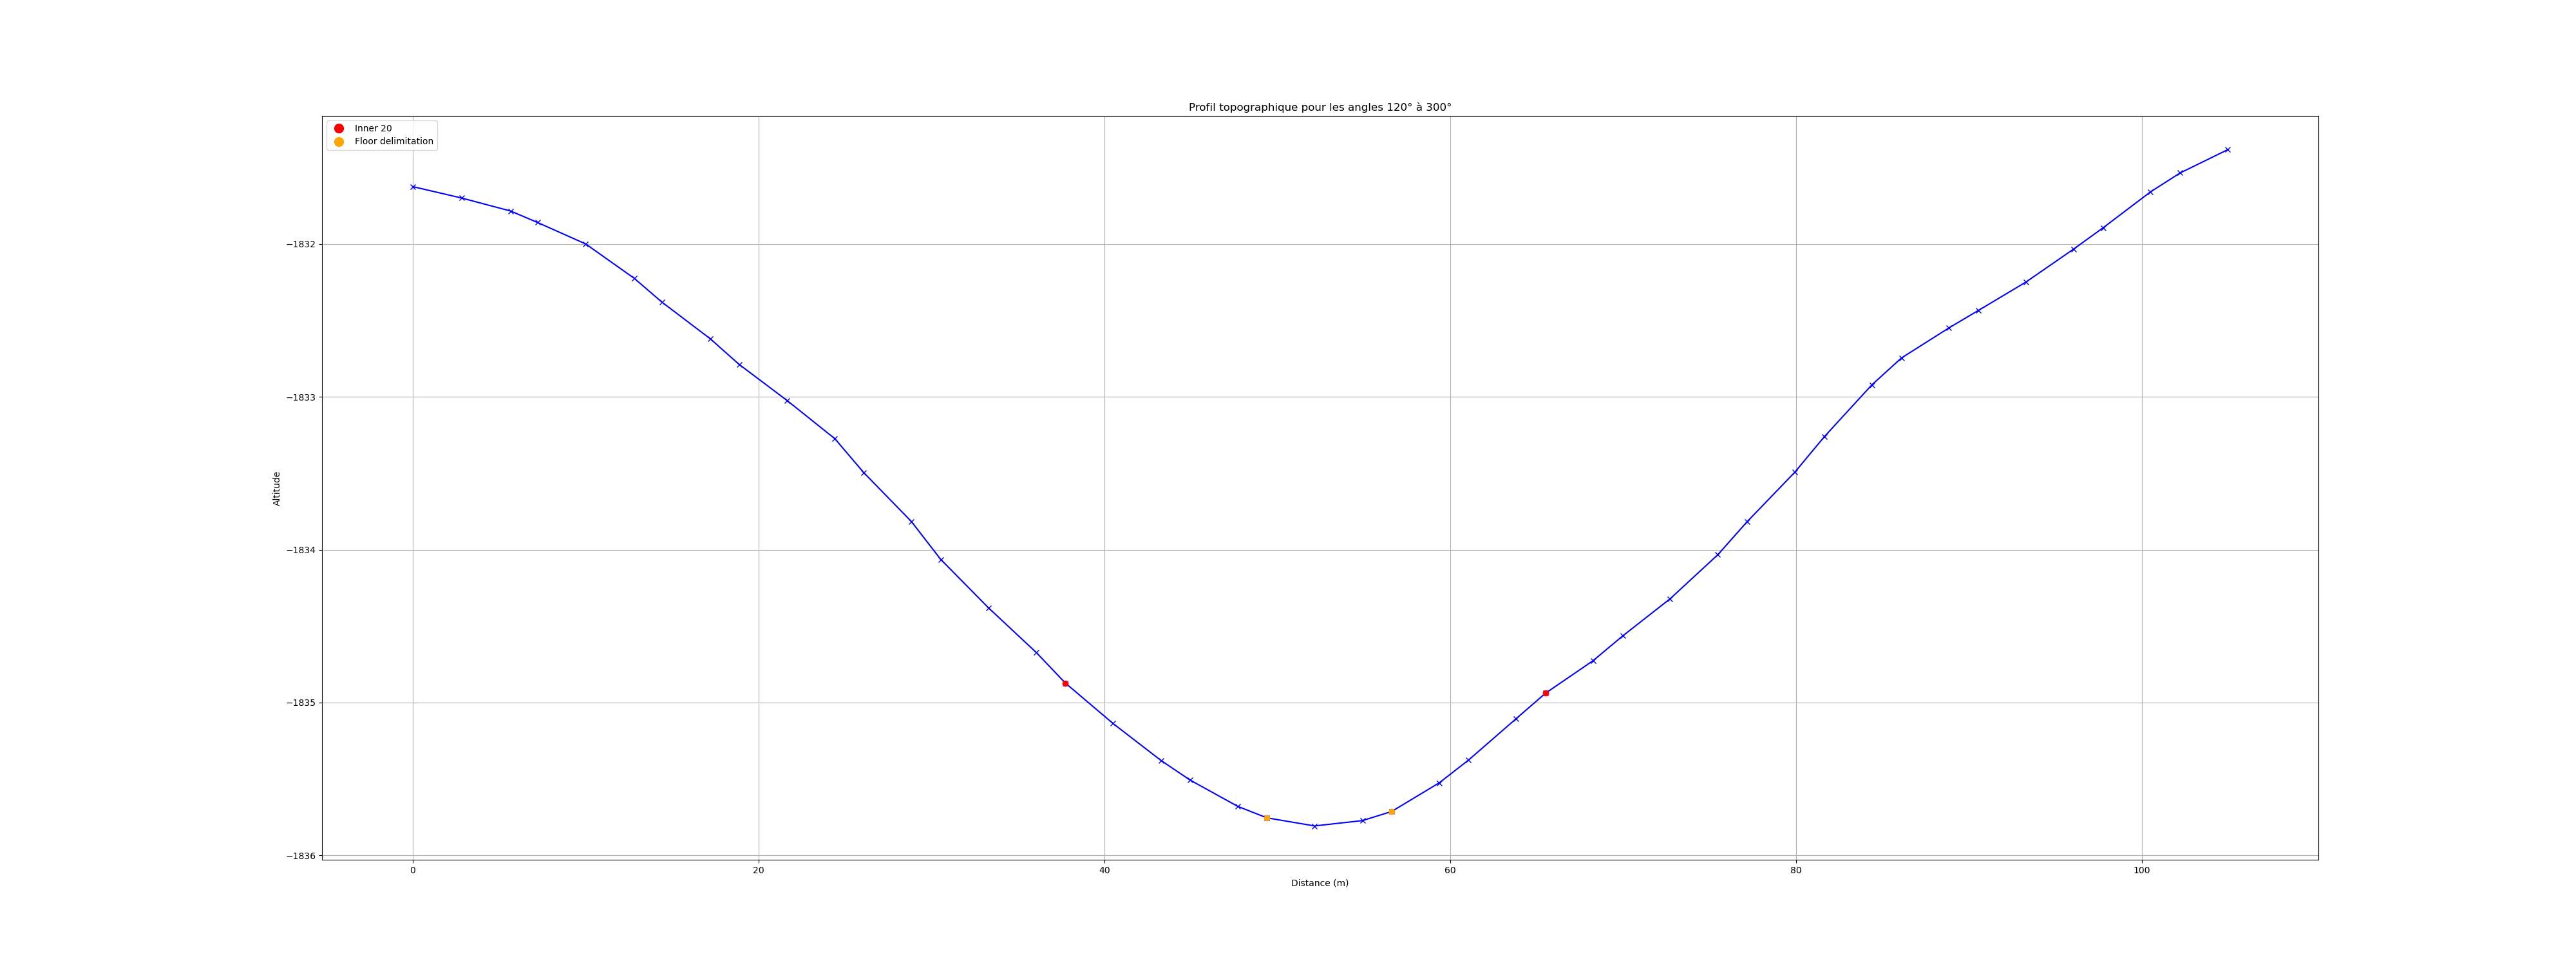 Profil topographique pour les angles 120° à 300°
Inner 20
Floor delimitation
−1832
−1833
−1834
−1835
−1836
Altitude
0 20 40 60 80 100
Distance (m)